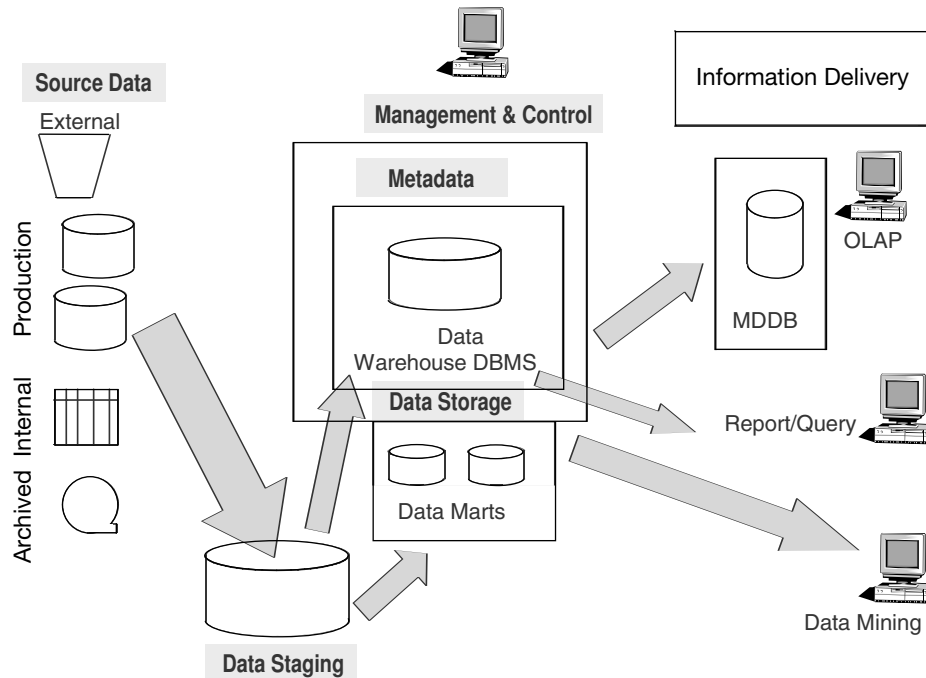 Source Data
External
Production
Internal
Archived
Management & Control
Metadata
Data
Warehouse DBMS
Data Storage
Data Marts
Data Staging
Information Delivery
OLAP
MDDB
Report/Query
Data Mining